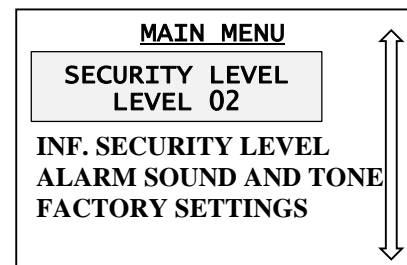 MAIN MENU
SECURITY LEVEL
LEVEL 02
INF. SECURITY LEVEL
ALARM SOUND AND TONE
FACTORY SETTINGS